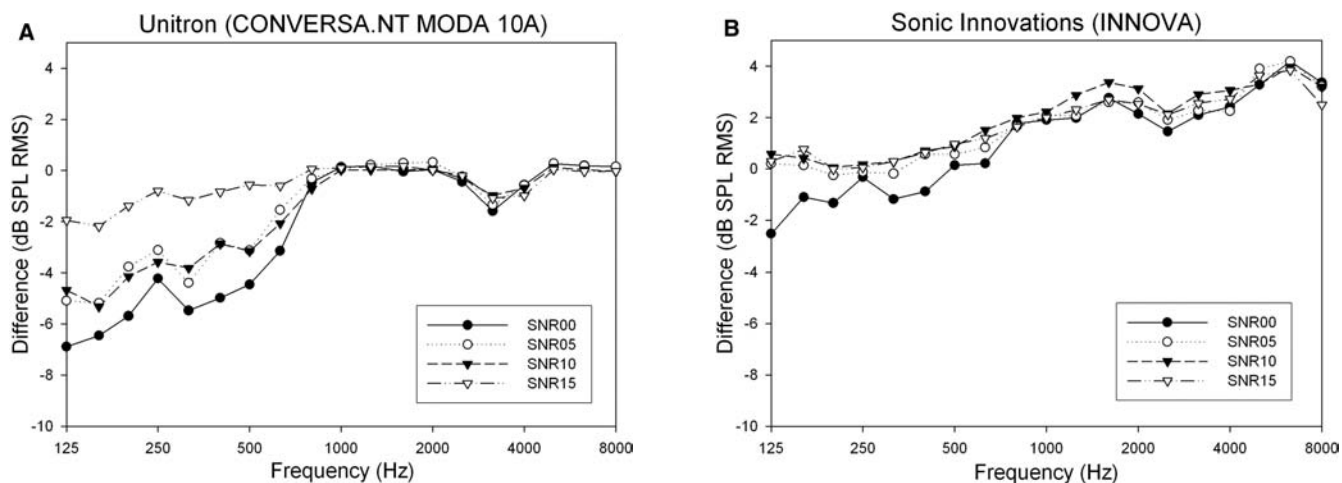 A
Unitron (CONVERSA.NT MODA 10A)
Difference (dB SPL RMS)
4
2
0
-2
-4
-6
-8
-10
SNR00
SNR05
SNR10
SNR15
125 250 500 1000 2000 4000 8000
Frequency (Hz)
B
Sonic Innovations (INNOVA)
Difference (dB SPL RMS)
4
2
0
-2
-4
-6
-8
-10
SNR00
SNR05
SNR10
SNR15
125 250 500 1000 2000 4000 8000
Frequency (Hz)